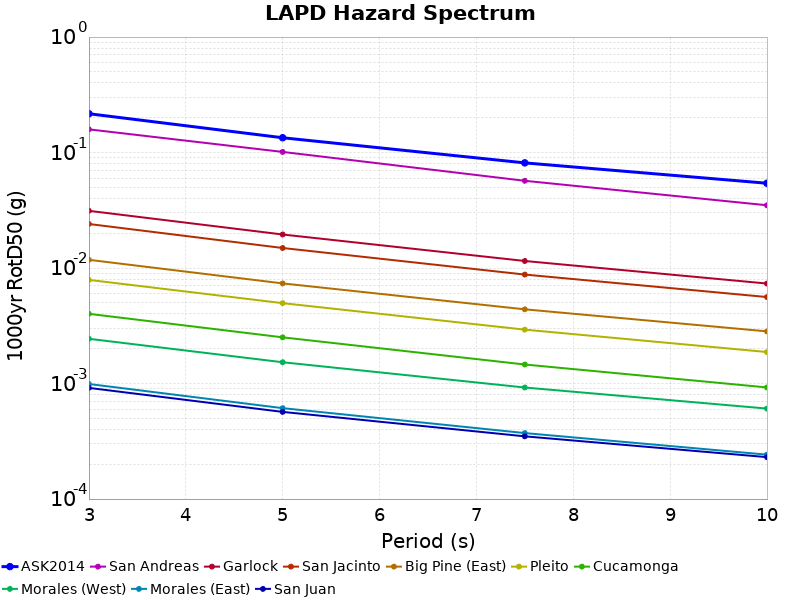 LAPD Hazard Spectrum
10^0
10^-1
10^-2
10^-3
10^-4
1000yr RotD50 (g)
3 4 5 6 7 8 9 10
Period (s)
ASK2014 San Andreas Garlock San Jacinto Big Pine (East) Pleito Cucamonga
Morales (West) Morales (East) San Juan